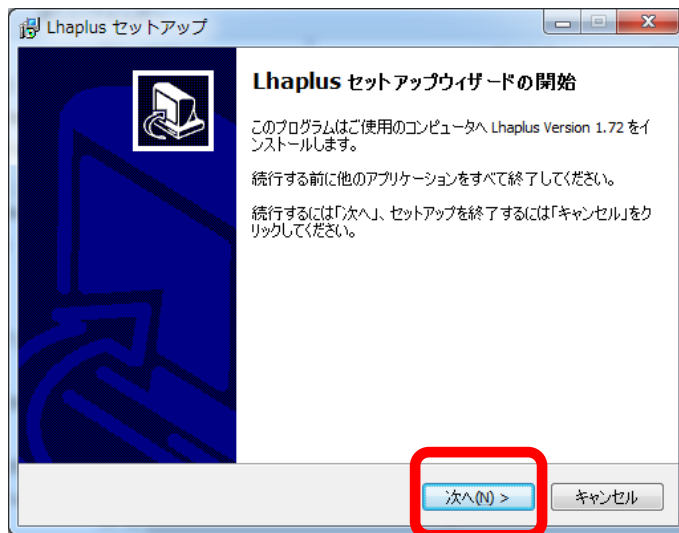 Lhaplus セットアップ
Lhaplus セットアップウィザードの開始
このプログラムはご使用のコンピュータへ Lhaplus Version 1.72 をイ
ンストールします。
続行する前に他のアプリケーションをすべて終了してください。
続行するには「次へ」、セットアップを終了するには「キャンセル」をク
リックしてください。
次へ(N) >
キャンセル